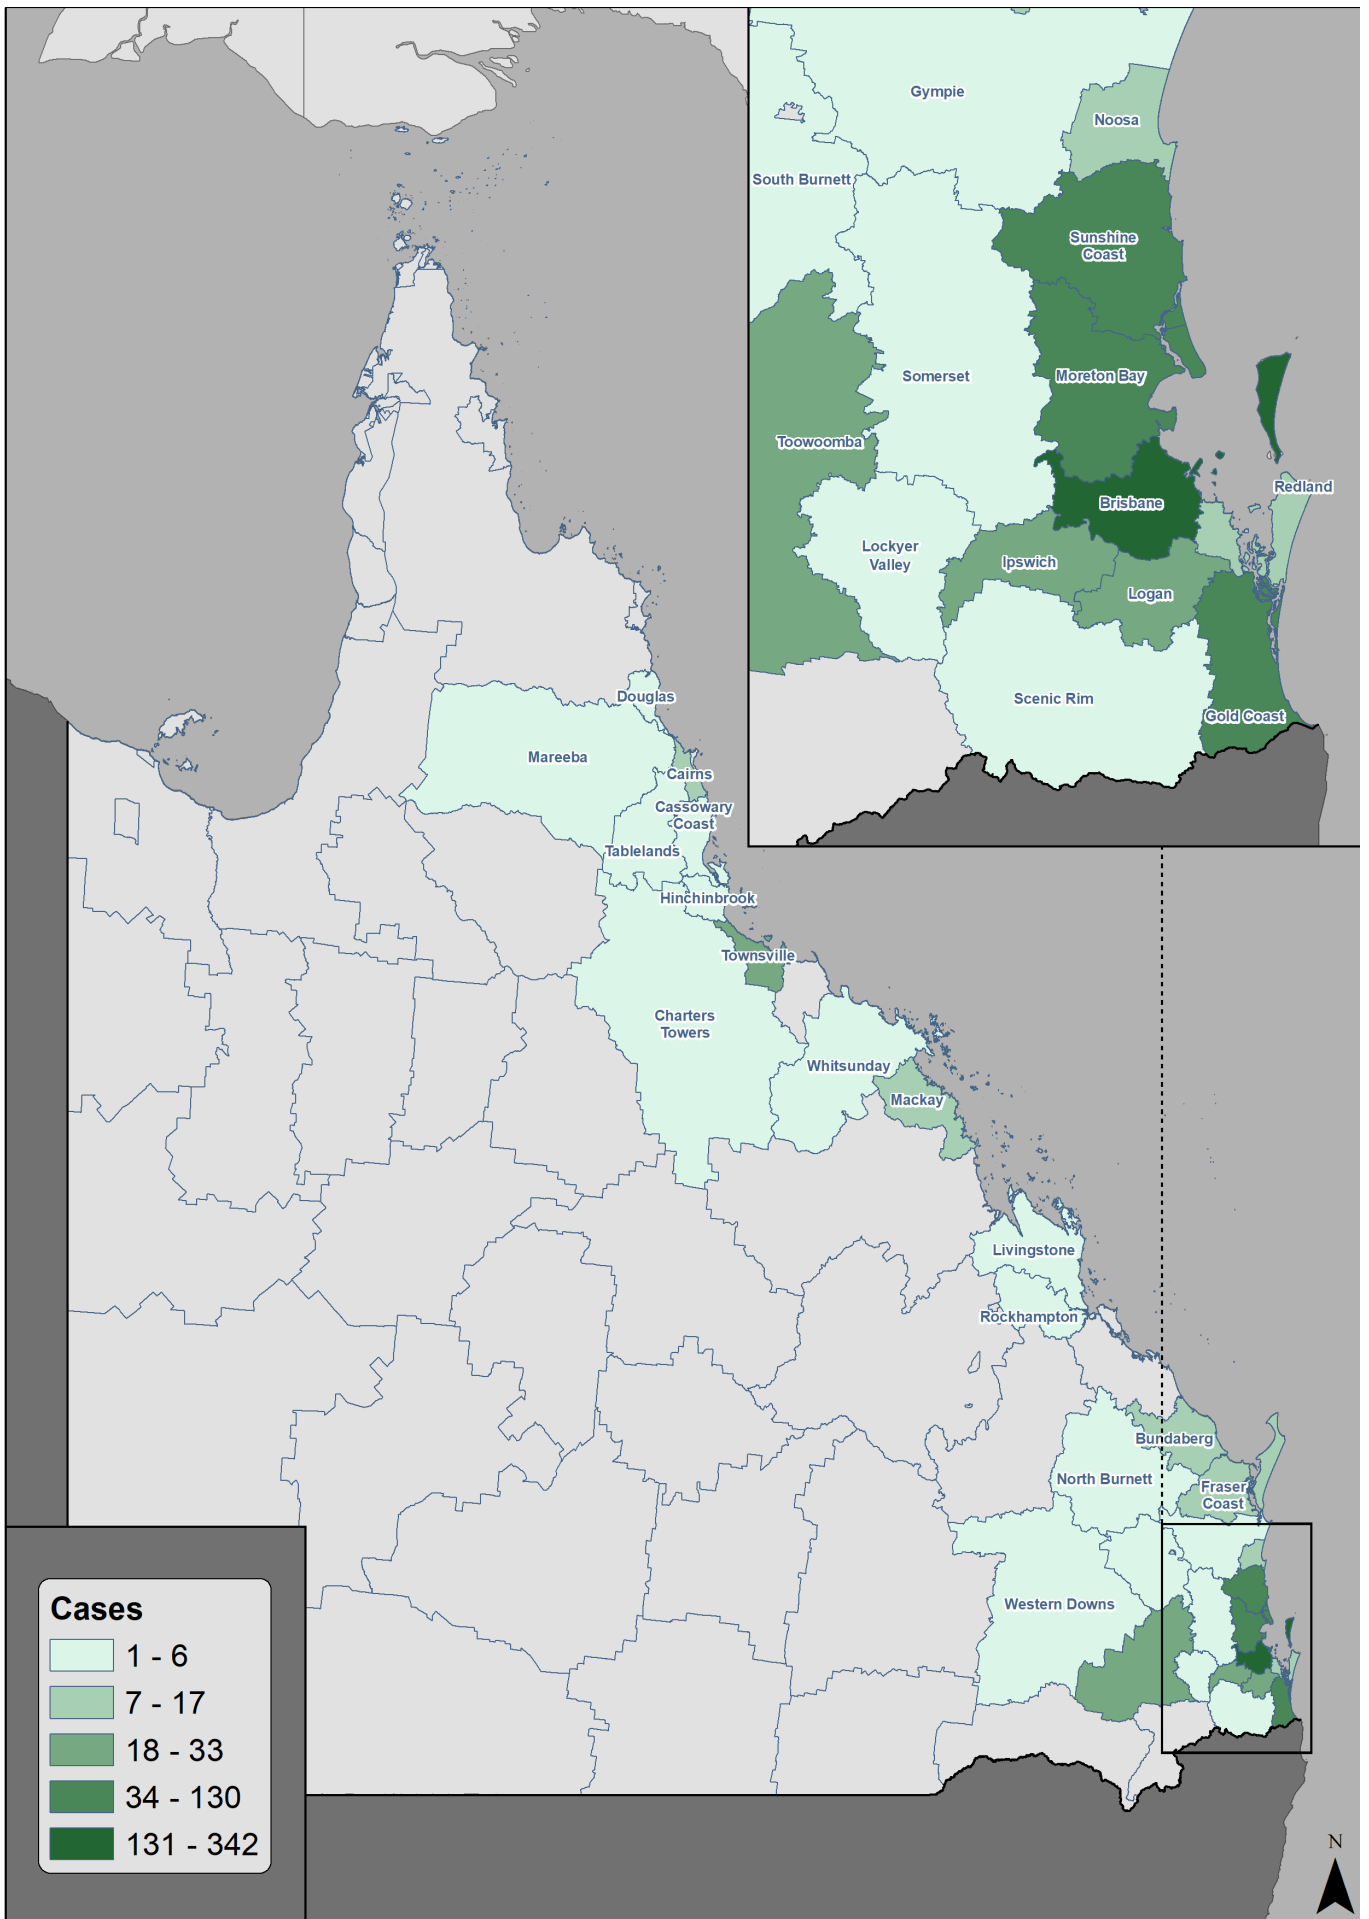 Gympie
Noosa
South Burnett
Sunshine
Coast
Somerset
Moreton Bay
Toowoomba
Redland
Brisbane
Lockyer
Valley
Ipswich
Logan
Scenic Rim
Gold Coast
Douglas
Mareeba
Cairns
Cassowary
Coast
Tablelands
Hinchinbrook
Townsville
Charters
Towers
Whitsunday
Mackay
Livingstone
Rockhampton
Bundaberg
North Burnett
Fraser
Coast
Western Downs
Cases
1 - 6
7 - 17
18 - 33
34 - 130
131 - 342
N